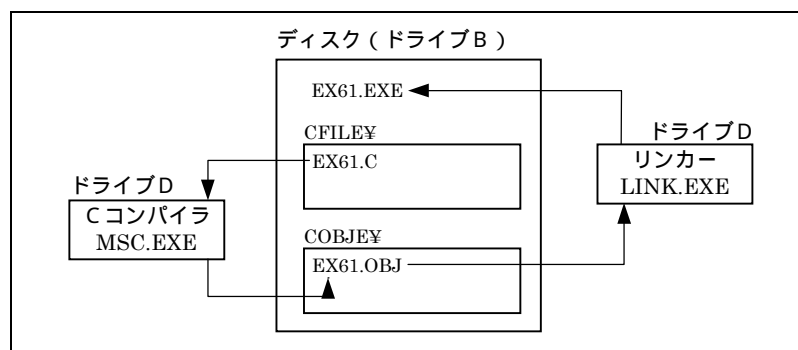 ディスク(ドライブB)
EX61.EXE
CFILE¥
EX61.C
ドライブD
リンカー
LINK.EXE
ドライブD
Cコンパイラ
MSC.EXE
COBJE¥
EX61.OBJ